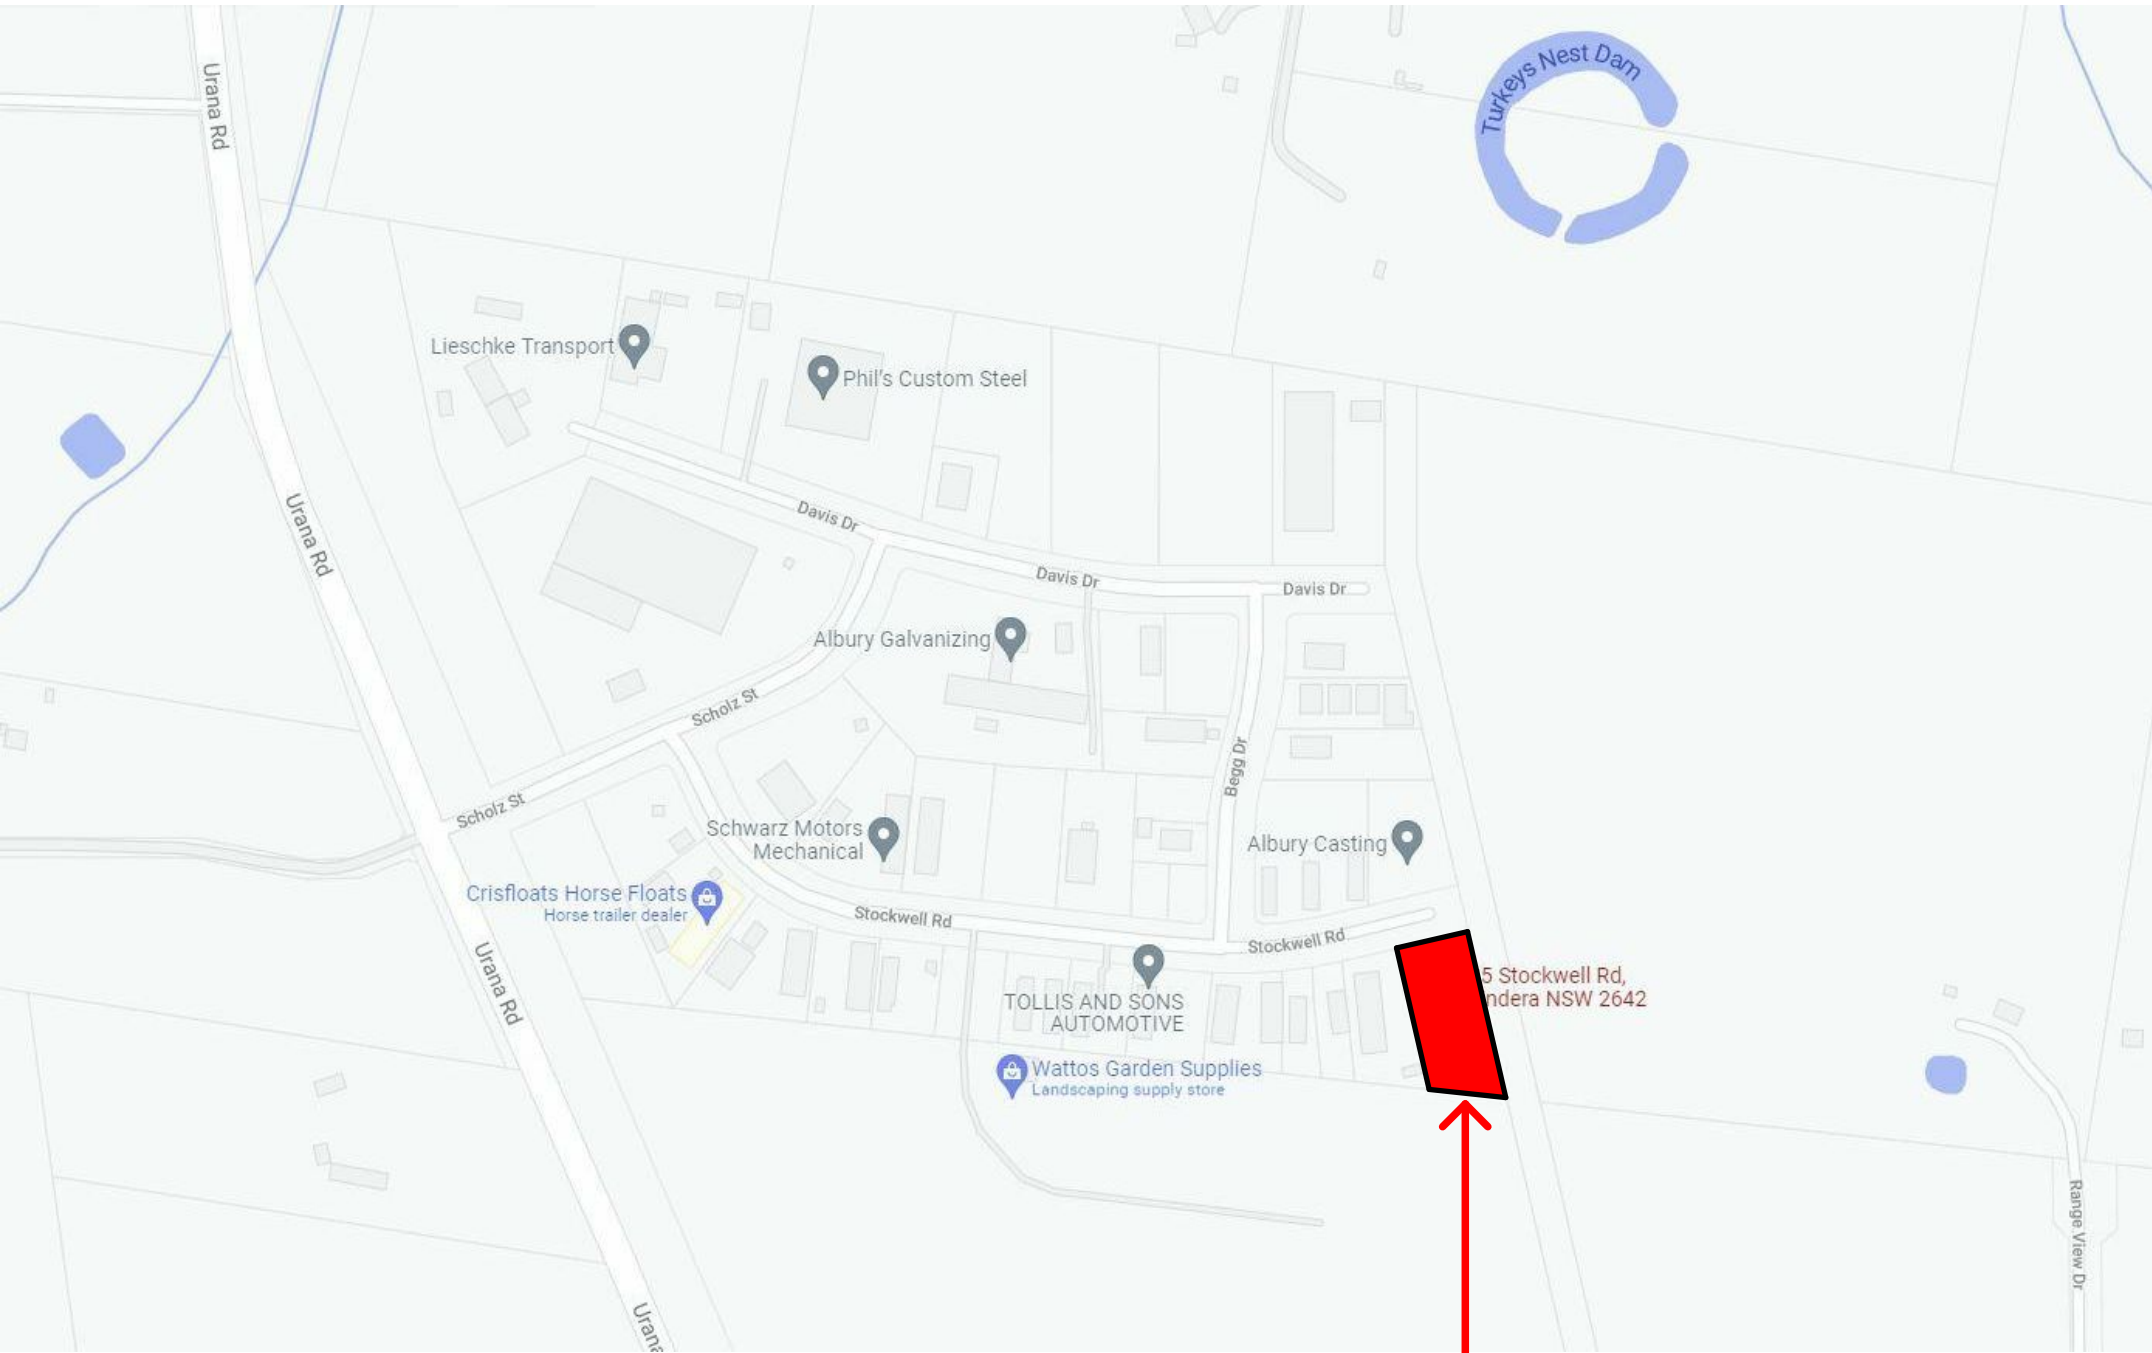 Urana Rd
Turkeys Nest Dam
Lieschke Transport
Phil's Custom Steel
Urana Rd
Davis Dr
Davis Dr
Davis Dr
Albury Galvanizing
Scholz St
Begg Dr
Scholz St
Schwarz Motors
Mechanical
Albury Casting
Crisfloats Horse Floats
Horse trailer dealer
Stockwell Rd
Stockwell Rd
Urana Rd
5 Stockwell Rd,
ndera NSW 2642
TOLLIS AND SONS
AUTOMOTIVE
Wattos Garden Supplies
Landscaping supply store
Range View Dr
Urana